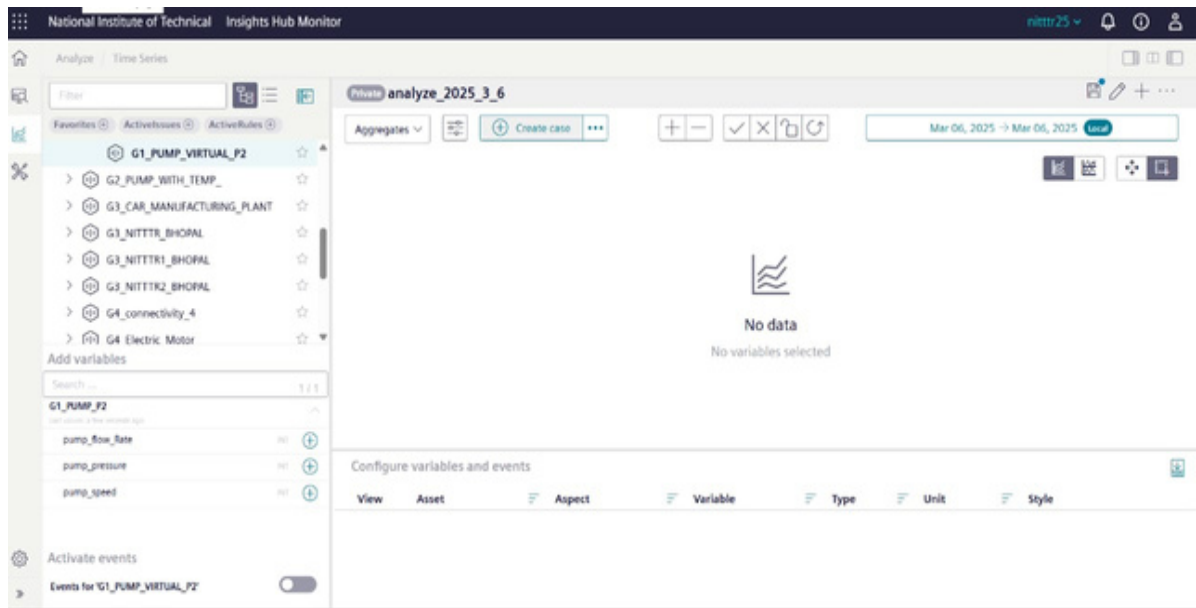 National Institute of Technical Insights Hub Monitor nitttr25
Analyze / Time Series
Filter
Favorites ActiveIssues ActiveRules
G1_PUMP_VIRTUAL_P2
G2_PUMP_WITH_TEMP_
G3_CAR_MANUFACTURING_PLANT
G3_NITTTR_BHOPAL
G3_NITTTR1_BHOPAL
G3_NITTTR2_BHOPAL
G4_connectivity_4
G4 Electric Motor
Add variables
Search ... 1 / 1
G1_PUMP_P2
pump_flow_Rate
pump_pressure
pump_speed
Activate events
Events for 'G1_PUMP_VIRTUAL_P2'
Private analyze_2025_3_6
Aggregates Create case Mar 06, 2025 → Mar 06, 2025 Local
No data
No variables selected
Configure variables and events
View Asset Aspect Variable Type Unit Style